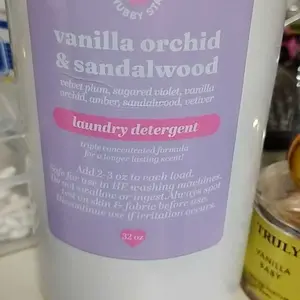 TUBBY
vanilla orchid
& sandalwood
velvet plum, sugared violet, vanilla
orchid, amber, sandalwood, vetiver
laundry detergent
triple concentrated formula
for a longer lasting scent!
Add 2-3 oz to each load.
Safe for use in HE washing machines.
Do not swallow or ingest. Always spot
test on skin & fabric before use.
Discontinue use if irritation occurs.
32 oz
TRULY
VANILLA
BABY